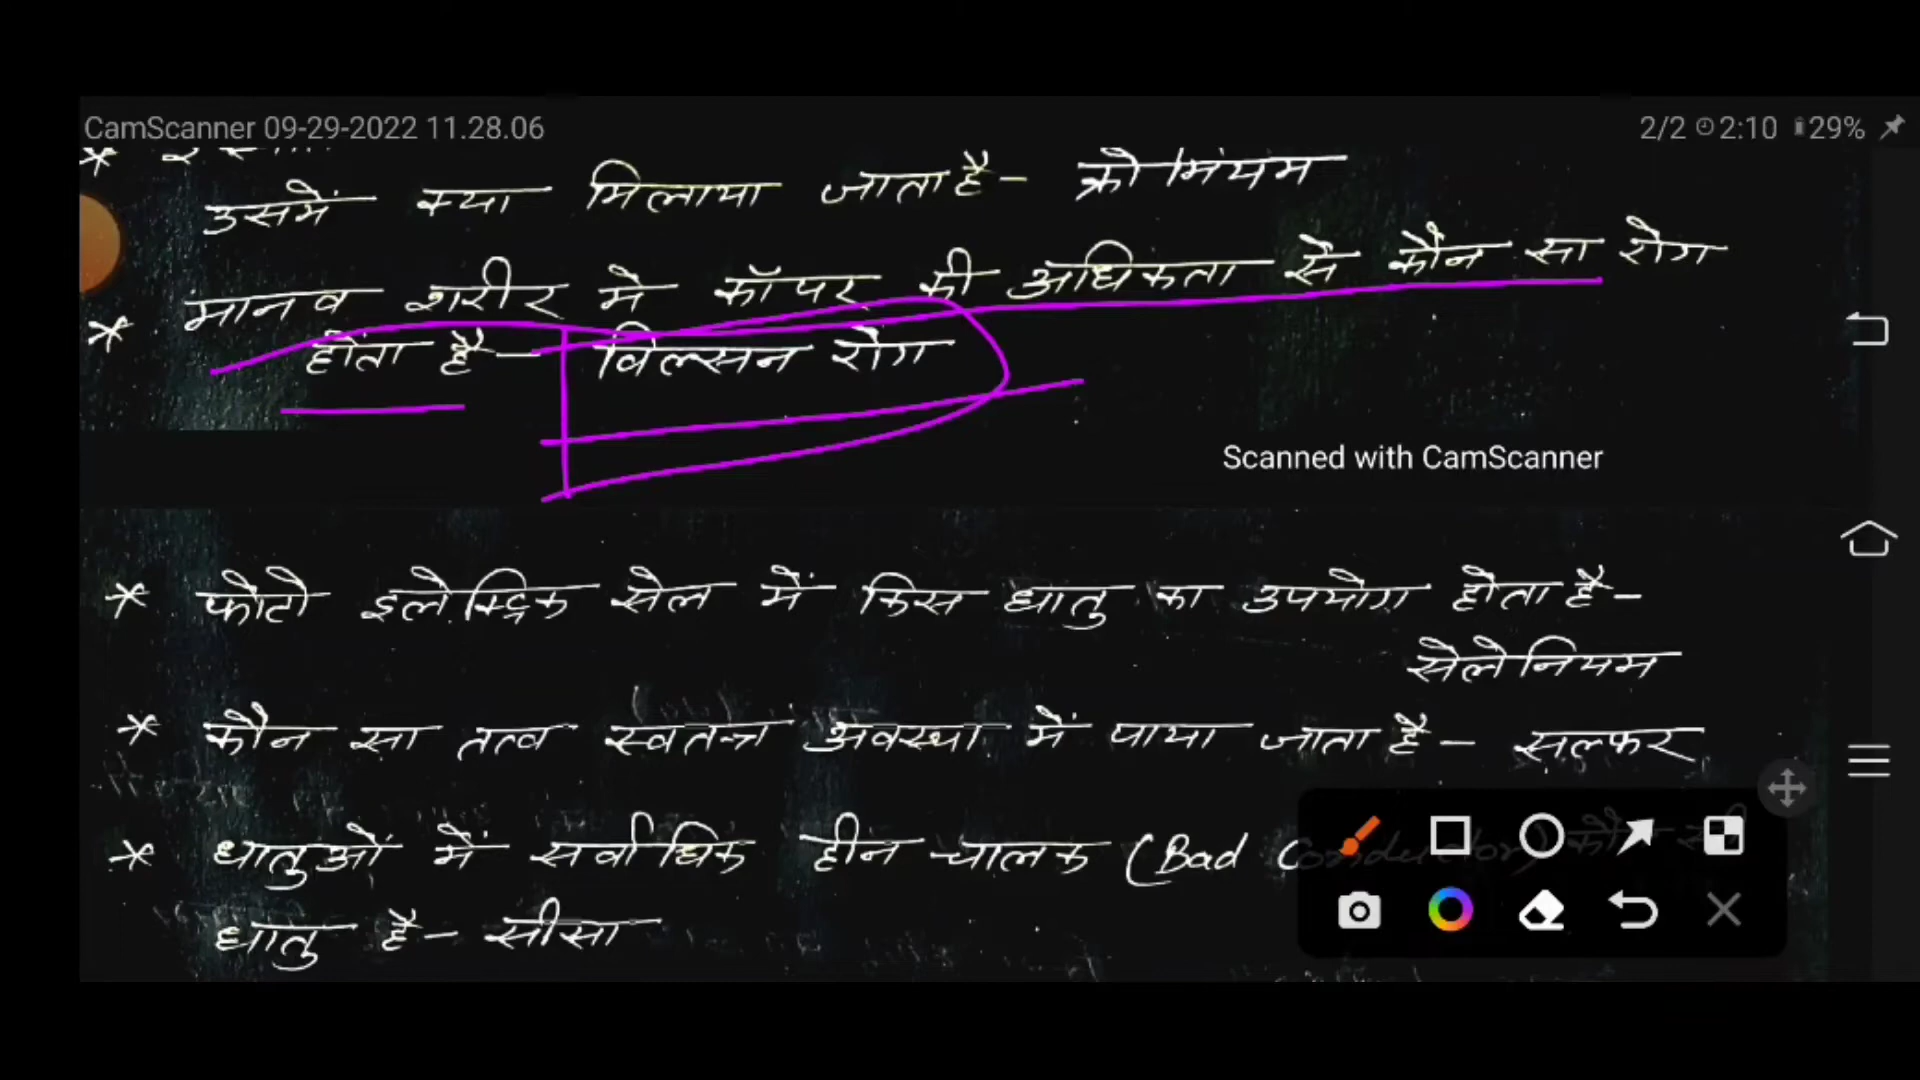 CamScanner 09-29-2022 11.28.06
2/2 2:10 29%
उसमें क्या मिलाया जाता है- क्रोमियम
* मानव शरीर मे कॉपर की अधिकता से कौन सा रोग
होता है- विल्सन रोग
Scanned with CamScanner
* फोटो इलेक्ट्रिक सेल में किस धातु का उपयोग होता है-
सेलेनियम
* कौन सा तत्व स्वतन्त्र अवस्था में पाया जाता है- सल्फर
* धातुओं में सर्वाधिक हीन चालक (Bad Conductor)
धातु है- सीसा